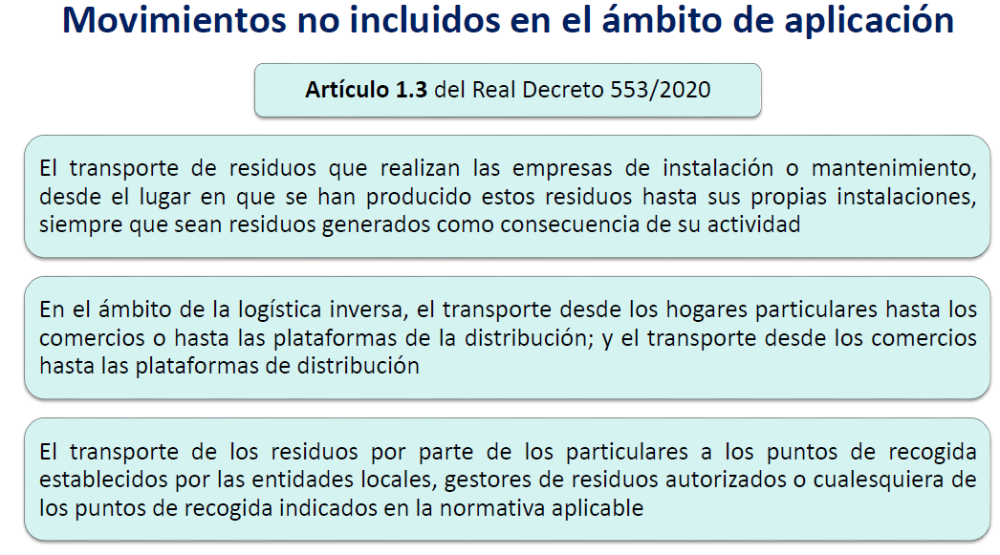 Movimientos no incluidos en el ámbito de aplicación
Artículo 1.3 del Real Decreto 553/2020
El transporte de residuos que realizan las empresas de instalación o mantenimiento,
desde el lugar en que se han producido estos residuos hasta sus propias instalaciones,
siempre que sean residuos generados como consecuencia de su actividad
En el ámbito de la logística inversa, el transporte desde los hogares particulares hasta los
comercios o hasta las plataformas de la distribución; y el transporte desde los comercios
hasta las plataformas de distribución
El transporte de los residuos por parte de los particulares a los puntos de recogida
establecidos por las entidades locales, gestores de residuos autorizados o cualesquiera de
los puntos de recogida indicados en la normativa aplicable